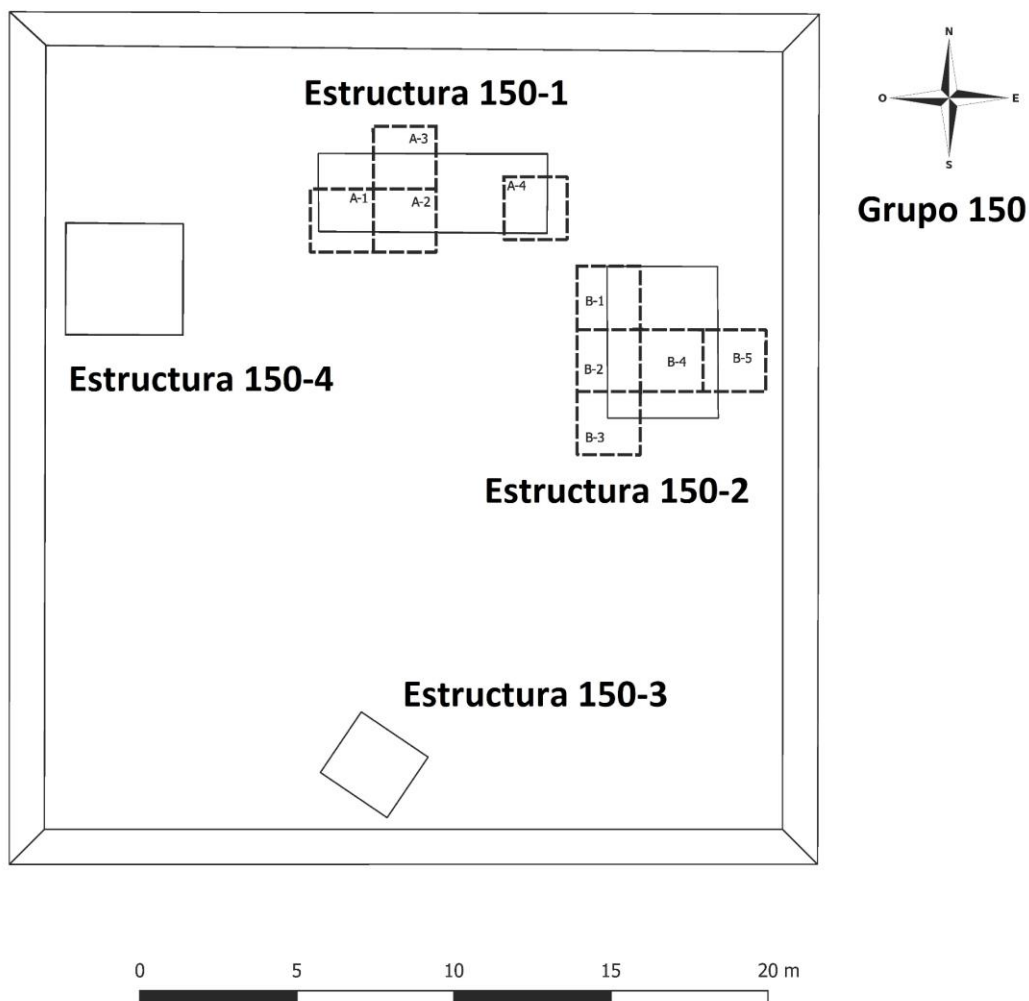 Estructura 150-1
N
O
E
S
Grupo 150
A-3
A-4
A-1
A-2
B-1
B-2
B-4
B-5
B-3
Estructura 150-4
Estructura 150-2
Estructura 150-3
0 5 10 15 20 m